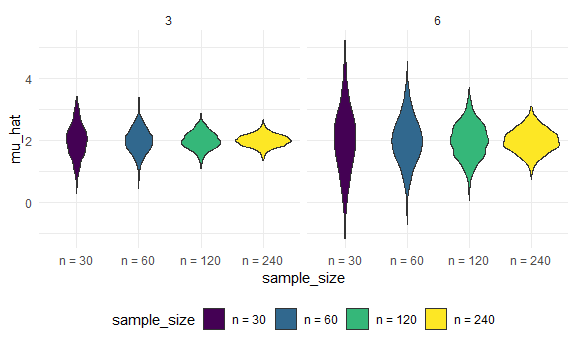 3 6
4
2
0
mu_hat
n = 30 n = 60 n = 120 n = 240 n = 30 n = 60 n = 120 n = 240
sample_size
sample_size n = 30 n = 60 n = 120 n = 240